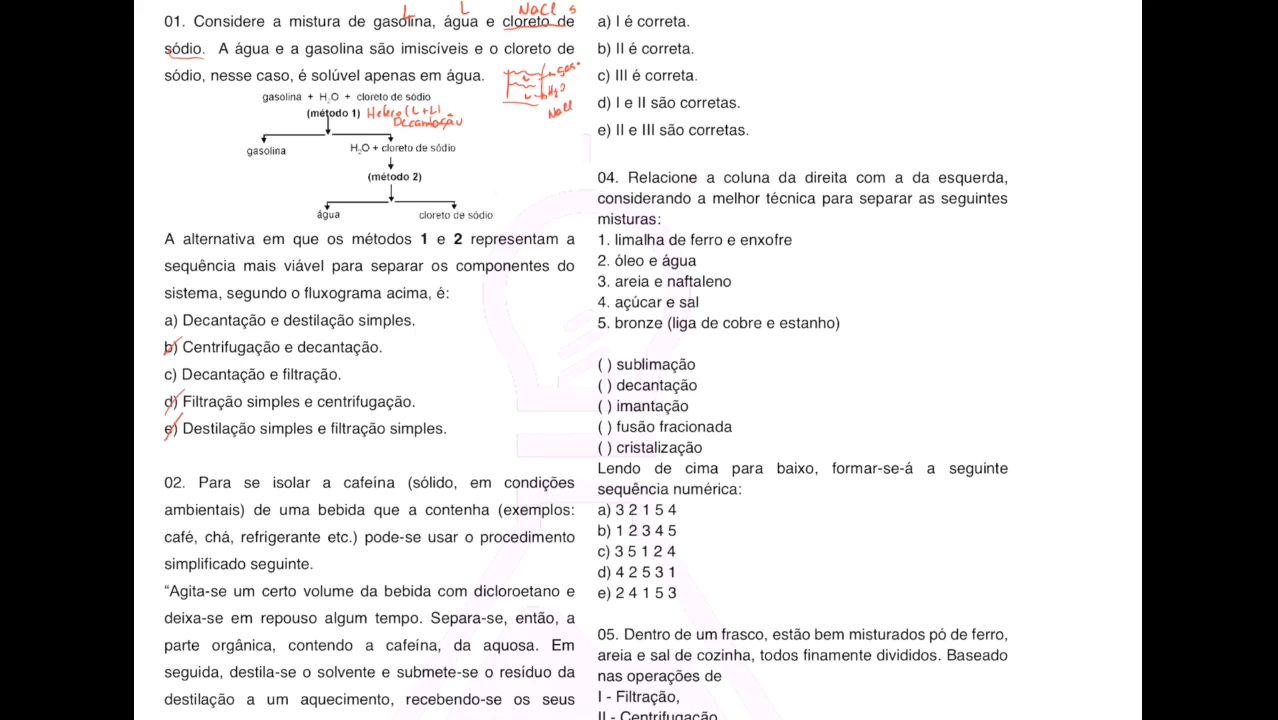 L L NaCl s
01. Considere a mistura de gasolina, água e cloreto de
sódio. A água e a gasolina são imiscíveis e o cloreto de
sódio, nesse caso, é solúvel apenas em água.
gas.
H₂O
NaCl
gasolina + H₂O + cloreto de sódio
(método 1) Hetero (L+L)
Decantação
gasolina H₂O + cloreto de sódio
(método 2)
água cloreto de sódio
A alternativa em que os métodos 1 e 2 representam a
sequência mais viável para separar os componentes do
sistema, segundo o fluxograma acima, é:
a) Decantação e destilação simples.
b) Centrifugação e decantação.
c) Decantação e filtração.
d) Filtração simples e centrifugação.
e) Destilação simples e filtração simples.
02. Para se isolar a cafeína (sólido, em condições
ambientais) de uma bebida que a contenha (exemplos:
café, chá, refrigerante etc.) pode-se usar o procedimento
simplificado seguinte.
“Agita-se um certo volume da bebida com dicloroetano e
deixa-se em repouso algum tempo. Separa-se, então, a
parte orgânica, contendo a cafeína, da aquosa. Em
seguida, destila-se o solvente e submete-se o resíduo da
destilação a um aquecimento, recebendo-se os seus
a) I é correta.
b) II é correta.
c) III é correta.
d) I e II são corretas.
e) II e III são corretas.
04. Relacione a coluna da direita com a da esquerda,
considerando a melhor técnica para separar as seguintes
misturas:
1. limalha de ferro e enxofre
2. óleo e água
3. areia e naftaleno
4. açúcar e sal
5. bronze (liga de cobre e estanho)
( ) sublimação
( ) decantação
( ) imantação
( ) fusão fracionada
( ) cristalização
Lendo de cima para baixo, formar-se-á a seguinte
sequência numérica:
a) 3 2 1 5 4
b) 1 2 3 4 5
c) 3 5 1 2 4
d) 4 2 5 3 1
e) 2 4 1 5 3
05. Dentro de um frasco, estão bem misturados pó de ferro,
areia e sal de cozinha, todos finamente divididos. Baseado
nas operações de
I - Filtração,
II - Centrifugação